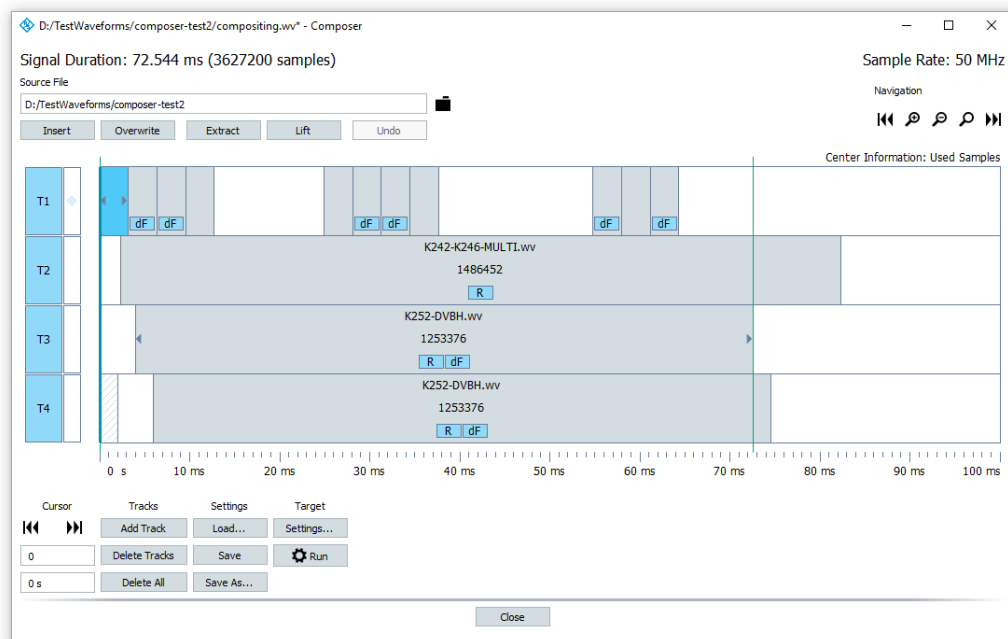 D:/TestWaveforms/composer-test2/compositing.wv* - Composer
Signal Duration: 72.544 ms (3627200 samples)
Sample Rate: 50 MHz
Source File
Navigation
D:/TestWaveforms/composer-test2
Insert Overwrite Extract Lift Undo
Center Information: Used Samples
T1
dF dF dF dF dF dF
T2
K242-K246-MULTI.wv
1486452
R
T3
K252-DVBH.wv
1253376
R dF
T4
K252-DVBH.wv
1253376
R dF
0 s 10 ms 20 ms 30 ms 40 ms 50 ms 60 ms 70 ms 80 ms 90 ms 100 ms
Cursor Tracks Settings Target
Add Track Load... Settings...
0 Delete Tracks Save Run
0 s Delete All Save As...
Close